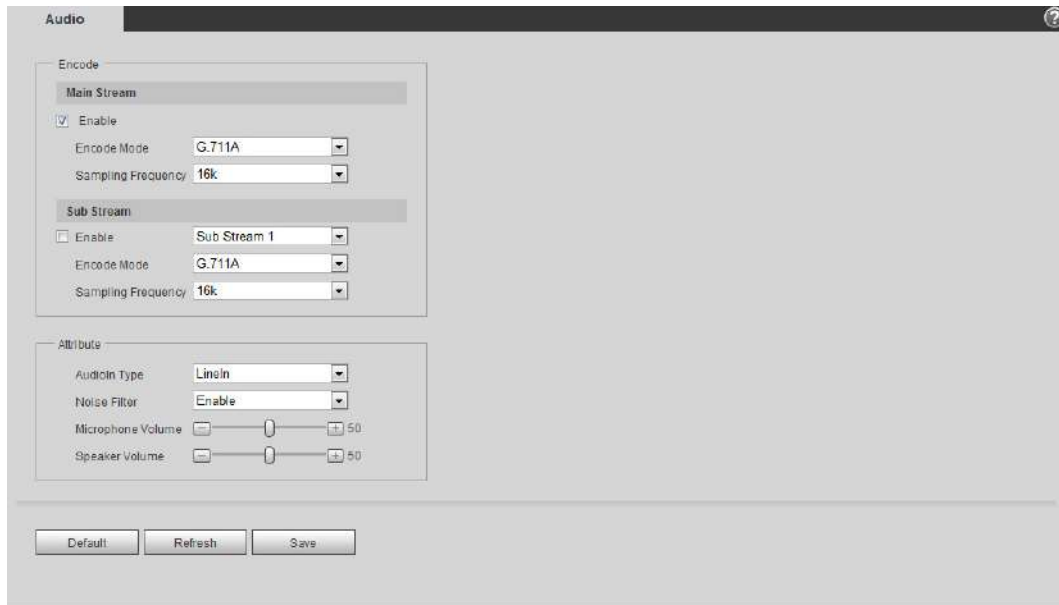 Audio
?
Encode
Main Stream
Enable
Encode Mode G.711A
Sampling Frequency 16k
Sub Stream
Enable Sub Stream 1
Encode Mode G.711A
Sampling Frequency 16k
Attribute
AudioIn Type LineIn
Noise Filter Enable
Microphone Volume 50
Speaker Volume 50
Default Refresh Save